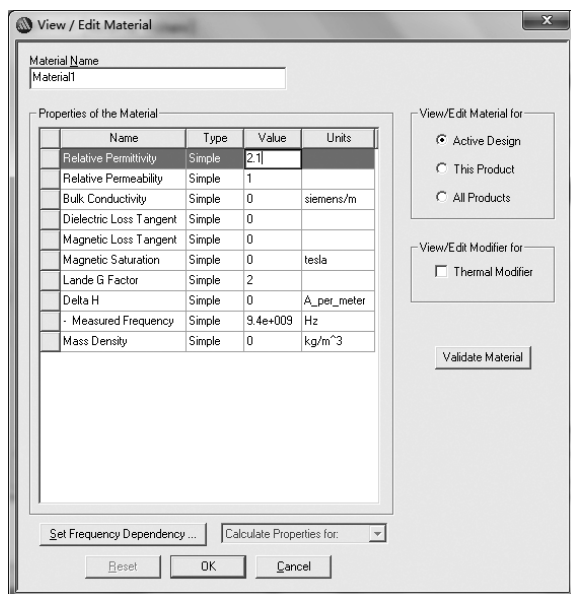 View / Edit Material
Material Name
Material1
Properties of the Material
Name Type Value Units
Relative Permittivity Simple 2.1
Relative Permeability Simple 1
Bulk Conductivity Simple 0 siemens/m
Dielectric Loss Tangent Simple 0
Magnetic Loss Tangent Simple 0
Magnetic Saturation Simple 0 tesla
Lande G Factor Simple 2
Delta H Simple 0 A_per_meter
- Measured Frequency Simple 9.4e+009 Hz
Mass Density Simple 0 kg/m^3
View/Edit Material for
Active Design
This Product
All Products
View/Edit Modifier for
Thermal Modifier
Validate Material
Set Frequency Dependency ... Calculate Properties for:
Reset OK Cancel